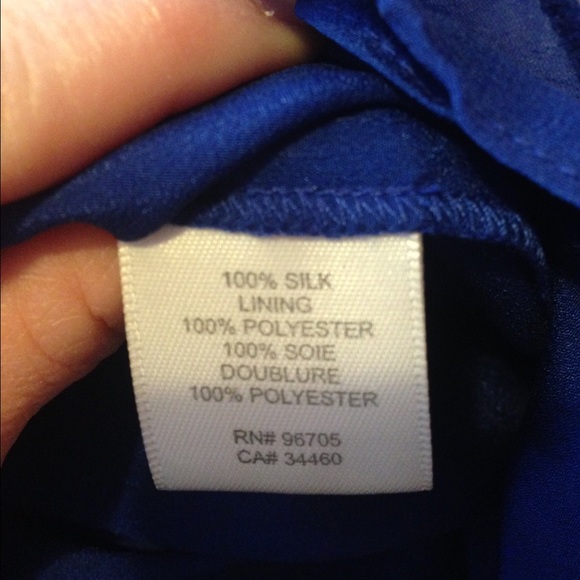 100% SILK
LINING
100% POLYESTER
100% SOIE
DOUBLURE
100% POLYESTER
RN# 96705
CA# 34460